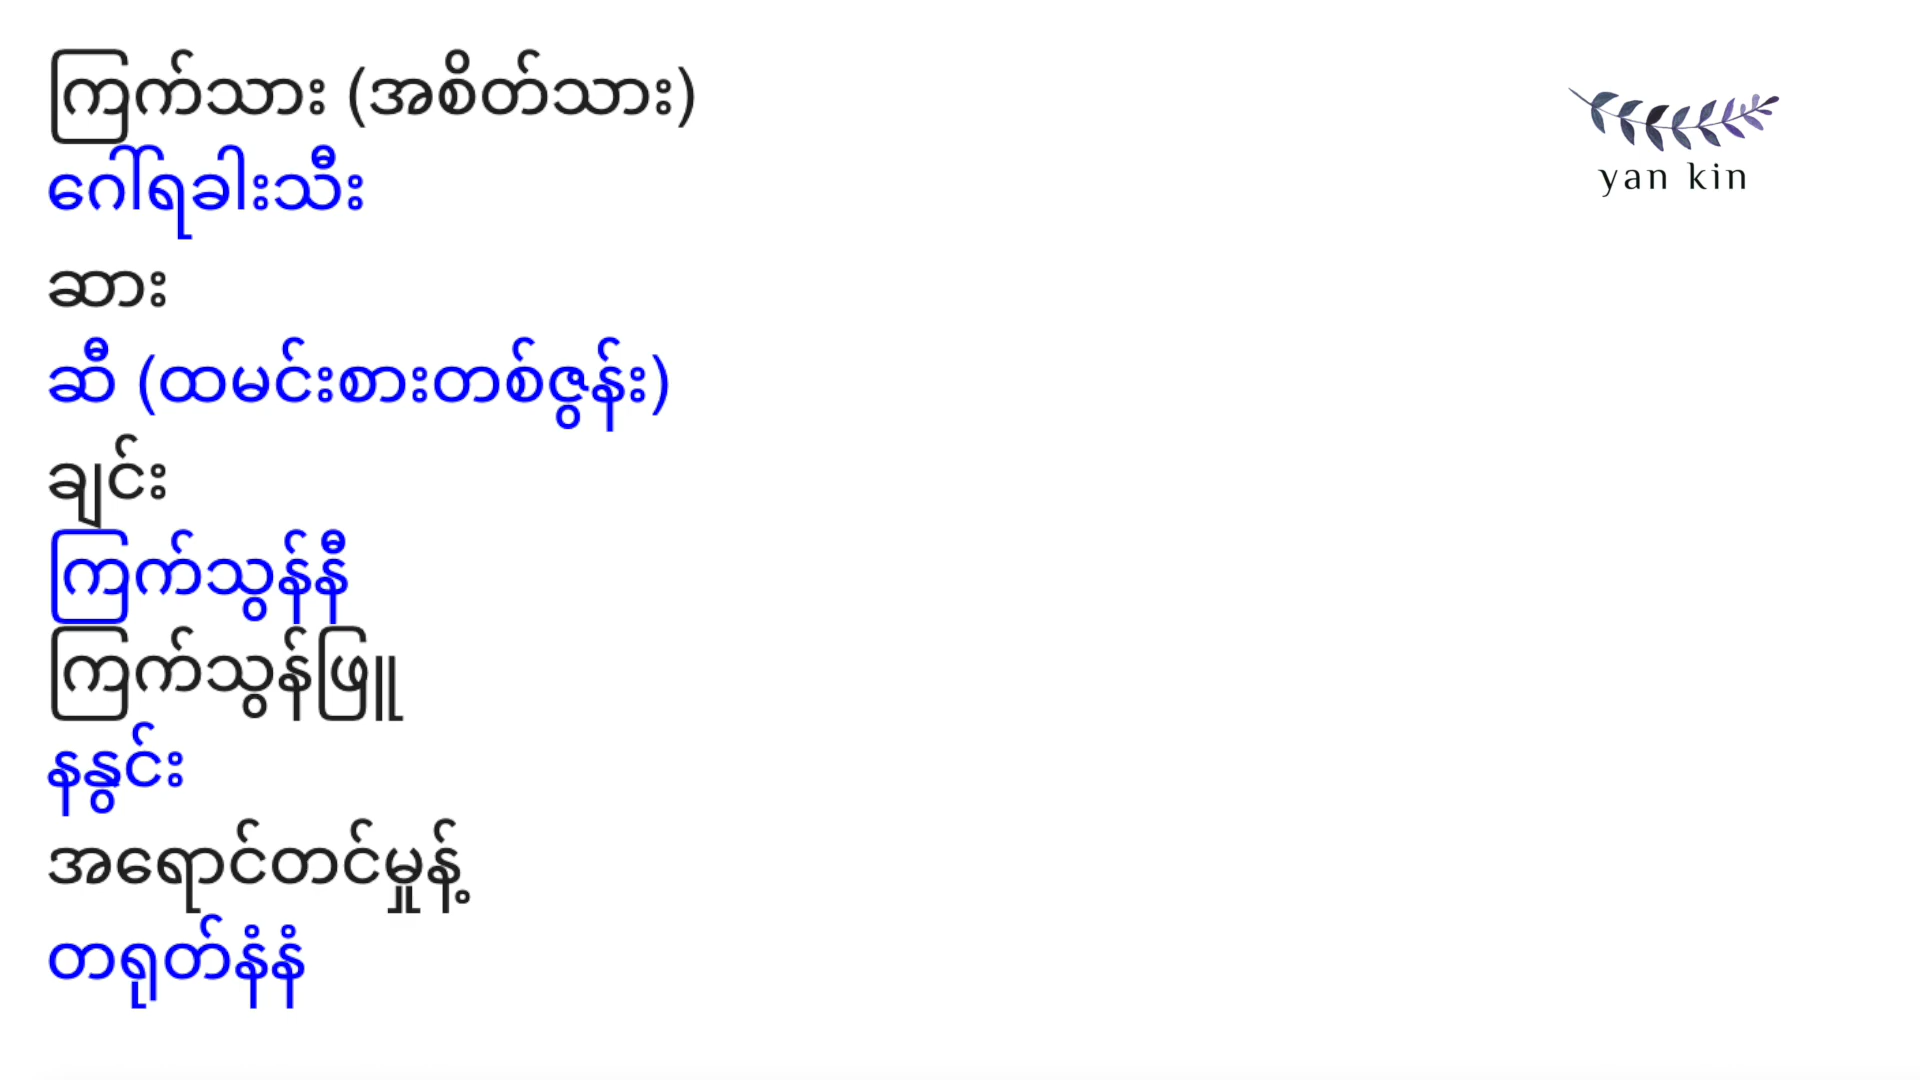 ကြက်သား (အစိတ်သား)
ဂေါ်ရခါးသီး
ဆား
ဆီ (ထမင်းစားတစ်ဇွန်း)
ချင်း
ကြက်သွန်နီ
ကြက်သွန်ဖြူ
နနွင်း
အရောင်တင်မှုန့်
တရုတ်နံနံ
yan kin